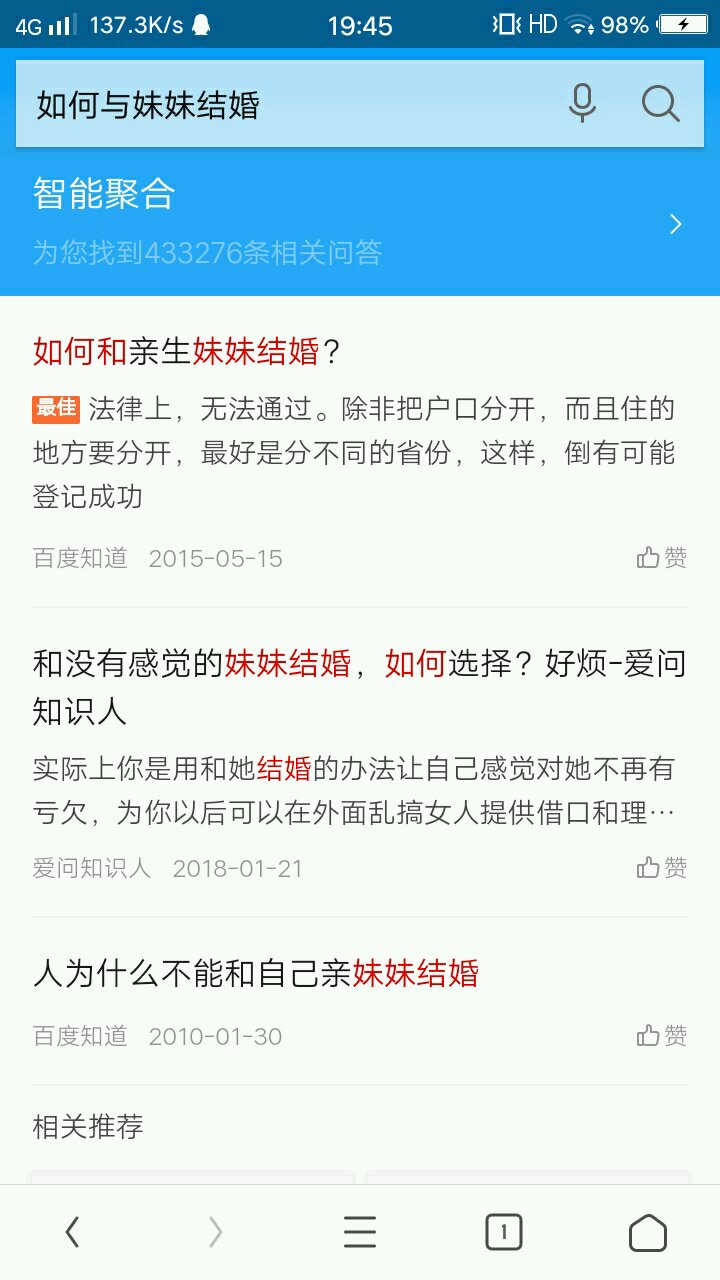 4G 137.3K/s 19:45 HD 98%
如何与妹妹结婚
智能聚合
为您找到433276条相关问答
如何和亲生妹妹结婚?
最佳 法律上，无法通过。除非把户口分开，而且住的
地方要分开，最好是分不同的省份，这样，倒有可能
登记成功
百度知道 2015-05-15 赞
和没有感觉的妹妹结婚，如何选择? 好烦-爱问
知识人
实际上你是用和她结婚的办法让自己感觉对她不再有
亏欠，为你以后可以在外面乱搞女人提供借口和理…
爱问知识人 2018-01-21 赞
人为什么不能和自己亲妹妹结婚
百度知道 2010-01-30 赞
相关推荐
1